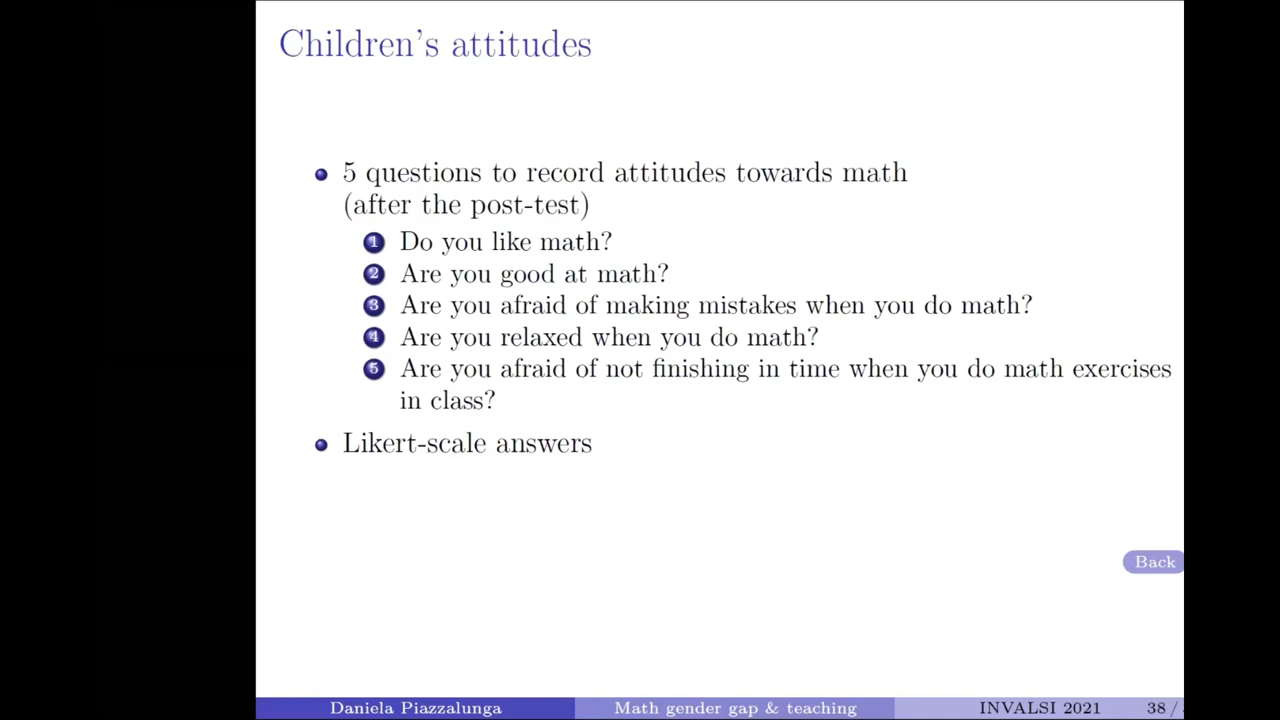 Children's attitudes
5 questions to record attitudes towards math
(after the post-test)
1 Do you like math?
2 Are you good at math?
3 Are you afraid of making mistakes when you do math?
4 Are you relaxed when you do math?
5 Are you afraid of not finishing in time when you do math exercises
in class?
Likert-scale answers
Back
Daniela Piazzalunga Math gender gap & teaching INVALSI 2021 38 /